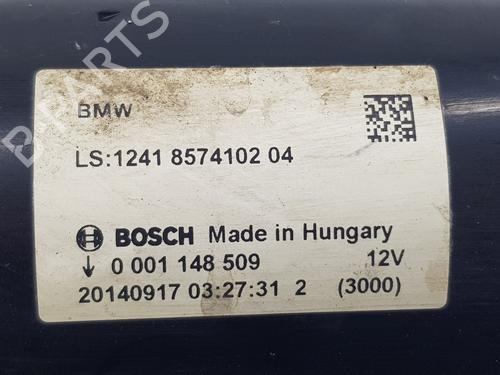 BMW
LS:1241 8574102 04
BOSCH Made in Hungary
↓ 0 001 148 509 12V
20140917 03:27:31 2 (3000)
B-PARTS